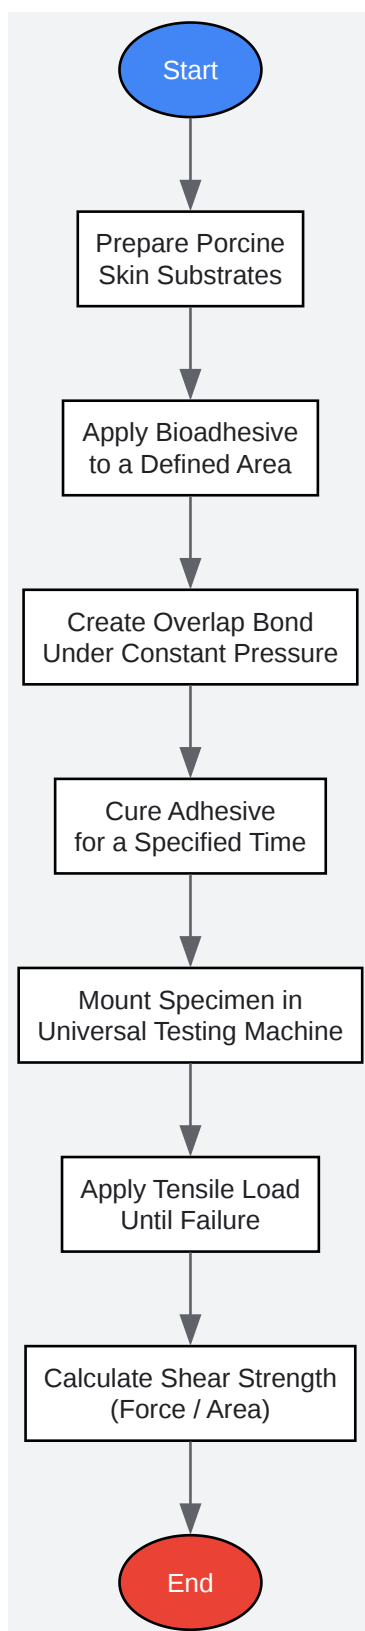 Start
Prepare Porcine
Skin Substrates
Apply Bioadhesive
to a Defined Area
Create Overlap Bond
Under Constant Pressure
Cure Adhesive
for a Specified Time
Mount Specimen in
Universal Testing Machine
Apply Tensile Load
Until Failure
Calculate Shear Strength
(Force / Area)
End